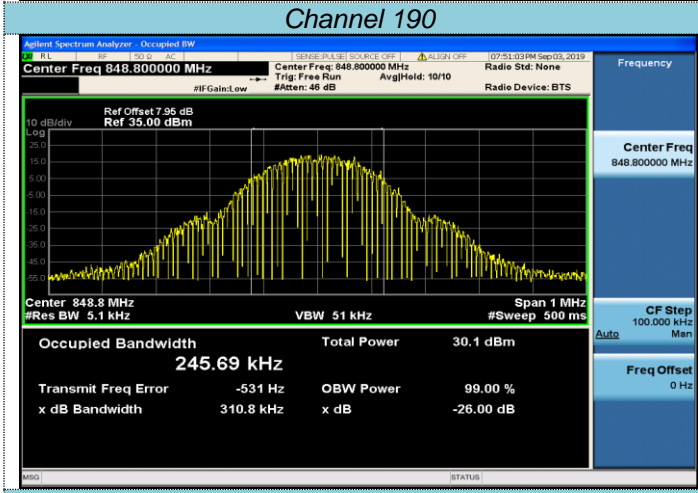 Channel 190
Agilent Spectrum Analyzer - Occupied BW
RL RF 50 Ω AC SENSE:PULSE SOURCE OFF ALIGN OFF 07:51:03 PM Sep 03, 2019
Center Freq 848.800000 MHz Center Freq: 848.800000 MHz Radio Std: None Frequency
Trig: Free Run Avg|Hold: 10/10
#IFGain:Low #Atten: 46 dB Radio Device: BTS
Ref Offset 7.95 dB
10 dB/div Ref 35.00 dBm
Log
25.0
15.0
5.00
-5.00
-15.0
-25.0
-35.0
-45.0
-55.0
Center Freq
848.800000 MHz
Center 848.8 MHz Span 1 MHz
#Res BW 5.1 kHz VBW 51 kHz #Sweep 500 ms
CF Step
100.000 kHz
Auto Man
Occupied Bandwidth Total Power 30.1 dBm
245.69 kHz
Freq Offset
0 Hz
Transmit Freq Error -531 Hz OBW Power 99.00 %
x dB Bandwidth 310.8 kHz x dB -26.00 dB
MSG STATUS